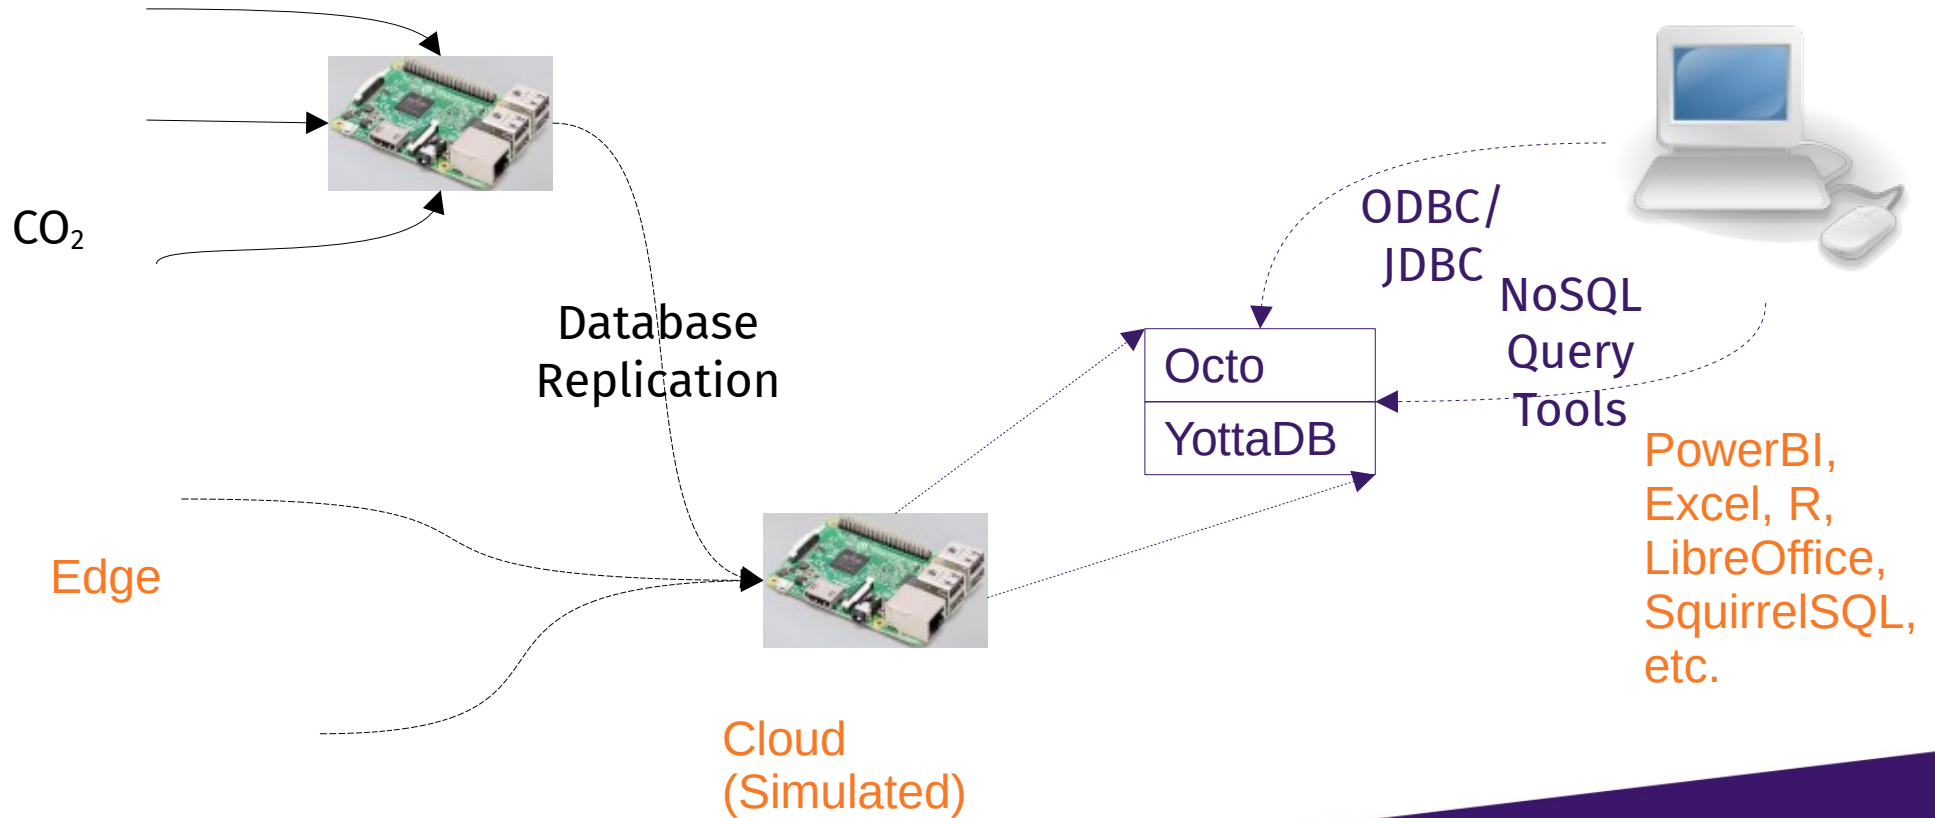 CO₂
Database
Replication
Edge
Cloud
(Simulated)
ODBC/
JDBC
NoSQL
Query
Tools
Octo
YottaDB
PowerBI,
Excel, R,
LibreOffice,
SquirrelSQL,
etc.